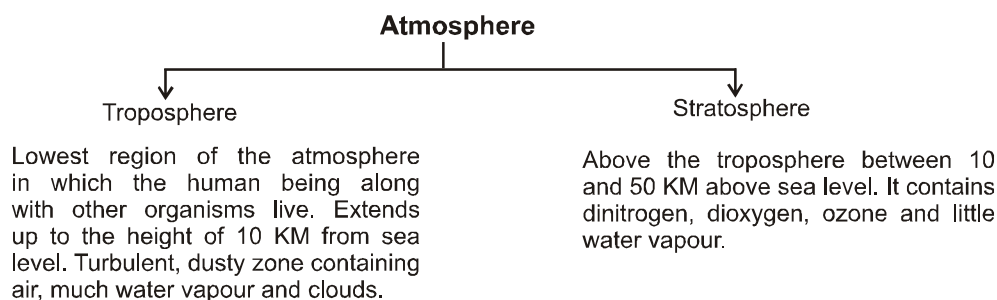 Atmosphere
Troposphere
Lowest region of the atmosphere
in which the human being along
with other organisms live. Extends
up to the height of 10 KM from sea
level. Turbulent, dusty zone containing
air, much water vapour and clouds.
Stratosphere
Above the troposphere between 10
and 50 KM above sea level. It contains
dinitrogen, dioxygen, ozone and little
water vapour.